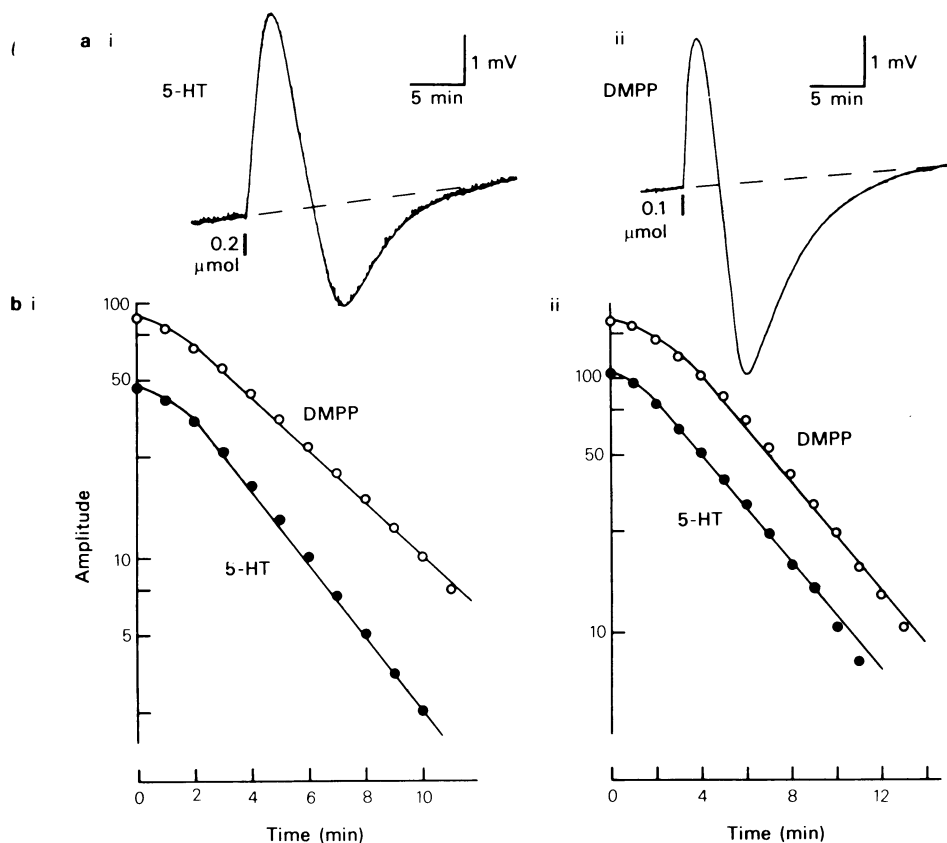 a i
5-HT
1 mV
5 min
0.2
μmol
ii
DMPP
1 mV
5 min
0.1
μmol
b i
100
50
10
5
Amplitude
DMPP
5-HT
0 2 4 6 8 10
Time (min)
ii
100
50
10
DMPP
5-HT
0 4 8 12
Time (min)